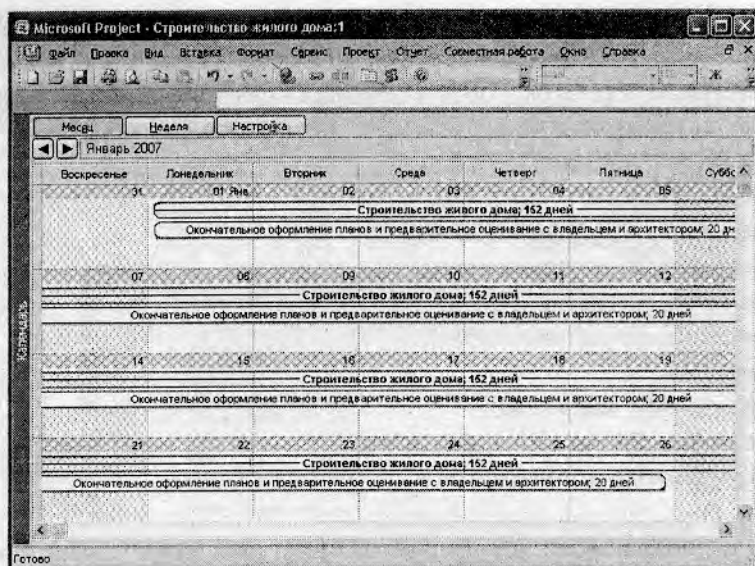 Microsoft Project - Строительство жилого дома:1
Файл Правка Вид Вставка Формат Сервис Проект Отчет Совместная работа Окно Справка
Ж
Месяц Неделя Настройка
Январь 2007
Воскресенье Понедельник Вторник Среда Четверг Пятница Суббс
31 01 Янв 02 03 04 05
Строительство жилого дома; 152 дней
Окончательное оформление планов и предварительное оценивание с владельцем и архитектором; 20 дн
07 08 09 10 11 12
Строительство жилого дома; 152 дней
Окончательное оформление планов и предварительное оценивание с владельцем и архитектором; 20 дней
14 15 16 17 18 19
Строительство жилого дома; 152 дней
Окончательное оформление планов и предварительное оценивание с владельцем и архитектором; 20 дней
21 22 23 24 25 26
Строительство жилого дома; 152 дней
Окончательное оформление планов и предварительное оценивание с владельцем и архитектором; 20 дней
Календарь
Готово